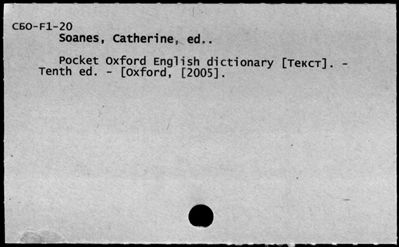 СБО-F1-20
Soanes, Catherine, ed..
Pocket Oxford English dictionary [Текст]. -
Tenth ed. - [Oxford, [2005].